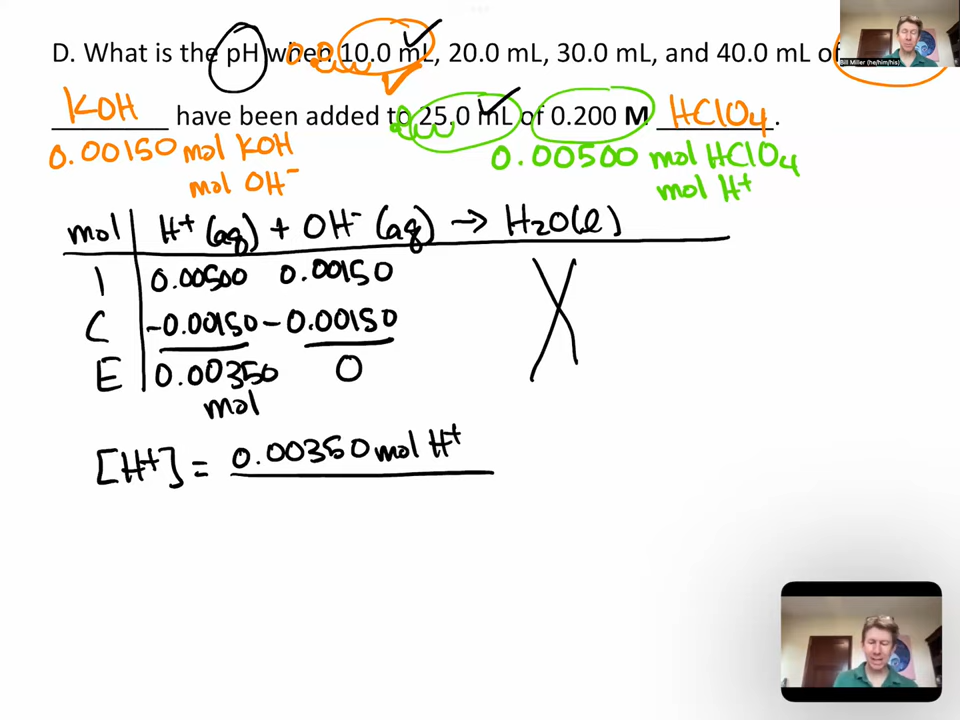 D. What is the pH when 10.0 mL, 20.0 mL, 30.0 mL, and 40.0 mL of
Bill Miller (he/him/his)
KOH have been added to 25.0 mL of 0.200 M HClO4.
0.00150 mol KOH
mol OH-
0.00500 mol HClO4
mol H+
mol H+ (aq) + OH- (aq) → H2O(l)
I 0.00500 0.00150
C -0.00150 -0.00150
E 0.00350 0
mol
[H+] = 0.00350 mol H+